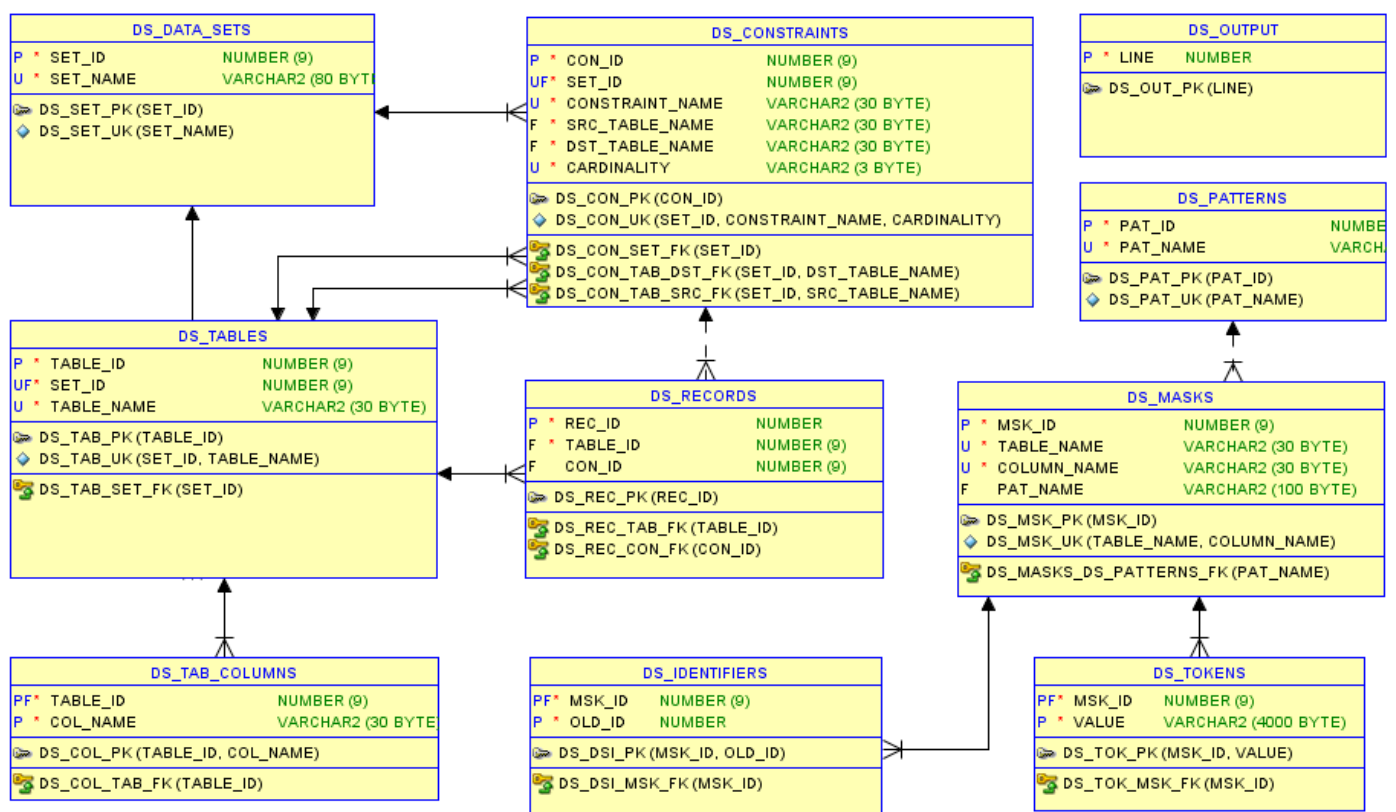 DS_DATA_SETS
P * SET_ID NUMBER (9)
U * SET_NAME VARCHAR2 (80 BYT
DS_SET_PK (SET_ID)
DS_SET_UK (SET_NAME)
DS_CONSTRAINTS
P * CON_ID NUMBER (9)
UF* SET_ID NUMBER (9)
U * CONSTRAINT_NAME VARCHAR2 (30 BYTE)
F * SRC_TABLE_NAME VARCHAR2 (30 BYTE)
F * DST_TABLE_NAME VARCHAR2 (30 BYTE)
U * CARDINALITY VARCHAR2 (3 BYTE)
DS_CON_PK (CON_ID)
DS_CON_UK (SET_ID, CONSTRAINT_NAME, CARDINALITY)
DS_CON_SET_FK (SET_ID)
DS_CON_TAB_DST_FK (SET_ID, DST_TABLE_NAME)
DS_CON_TAB_SRC_FK (SET_ID, SRC_TABLE_NAME)
DS_OUTPUT
P * LINE NUMBER
DS_OUT_PK (LINE)
DS_PATTERNS
P * PAT_ID NUMBE
U * PAT_NAME VARCH
DS_PAT_PK (PAT_ID)
DS_PAT_UK (PAT_NAME)
DS_TABLES
P * TABLE_ID NUMBER (9)
UF* SET_ID NUMBER (9)
U * TABLE_NAME VARCHAR2 (30 BYTE)
DS_TAB_PK (TABLE_ID)
DS_TAB_UK (SET_ID, TABLE_NAME)
DS_TAB_SET_FK (SET_ID)
DS_RECORDS
P * REC_ID NUMBER
F * TABLE_ID NUMBER (9)
F CON_ID NUMBER (9)
DS_REC_PK (REC_ID)
DS_REC_TAB_FK (TABLE_ID)
DS_REC_CON_FK (CON_ID)
DS_MASKS
P * MSK_ID NUMBER (9)
U * TABLE_NAME VARCHAR2 (30 BYTE)
U * COLUMN_NAME VARCHAR2 (30 BYTE)
F PAT_NAME VARCHAR2 (100 BYTE)
DS_MSK_PK (MSK_ID)
DS_MSK_UK (TABLE_NAME, COLUMN_NAME)
DS_MASKS_DS_PATTERNS_FK (PAT_NAME)
DS_TAB_COLUMNS
PF* TABLE_ID NUMBER (9)
P * COL_NAME VARCHAR2 (30 BYTE
DS_COL_PK (TABLE_ID, COL_NAME)
DS_COL_TAB_FK (TABLE_ID)
DS_IDENTIFIERS
PF* MSK_ID NUMBER (9)
P * OLD_ID NUMBER
DS_DSI_PK (MSK_ID, OLD_ID)
DS_DSI_MSK_FK (MSK_ID)
DS_TOKENS
PF* MSK_ID NUMBER (9)
P * VALUE VARCHAR2 (4000 BYTE)
DS_TOK_PK (MSK_ID, VALUE)
DS_TOK_MSK_FK (MSK_ID)